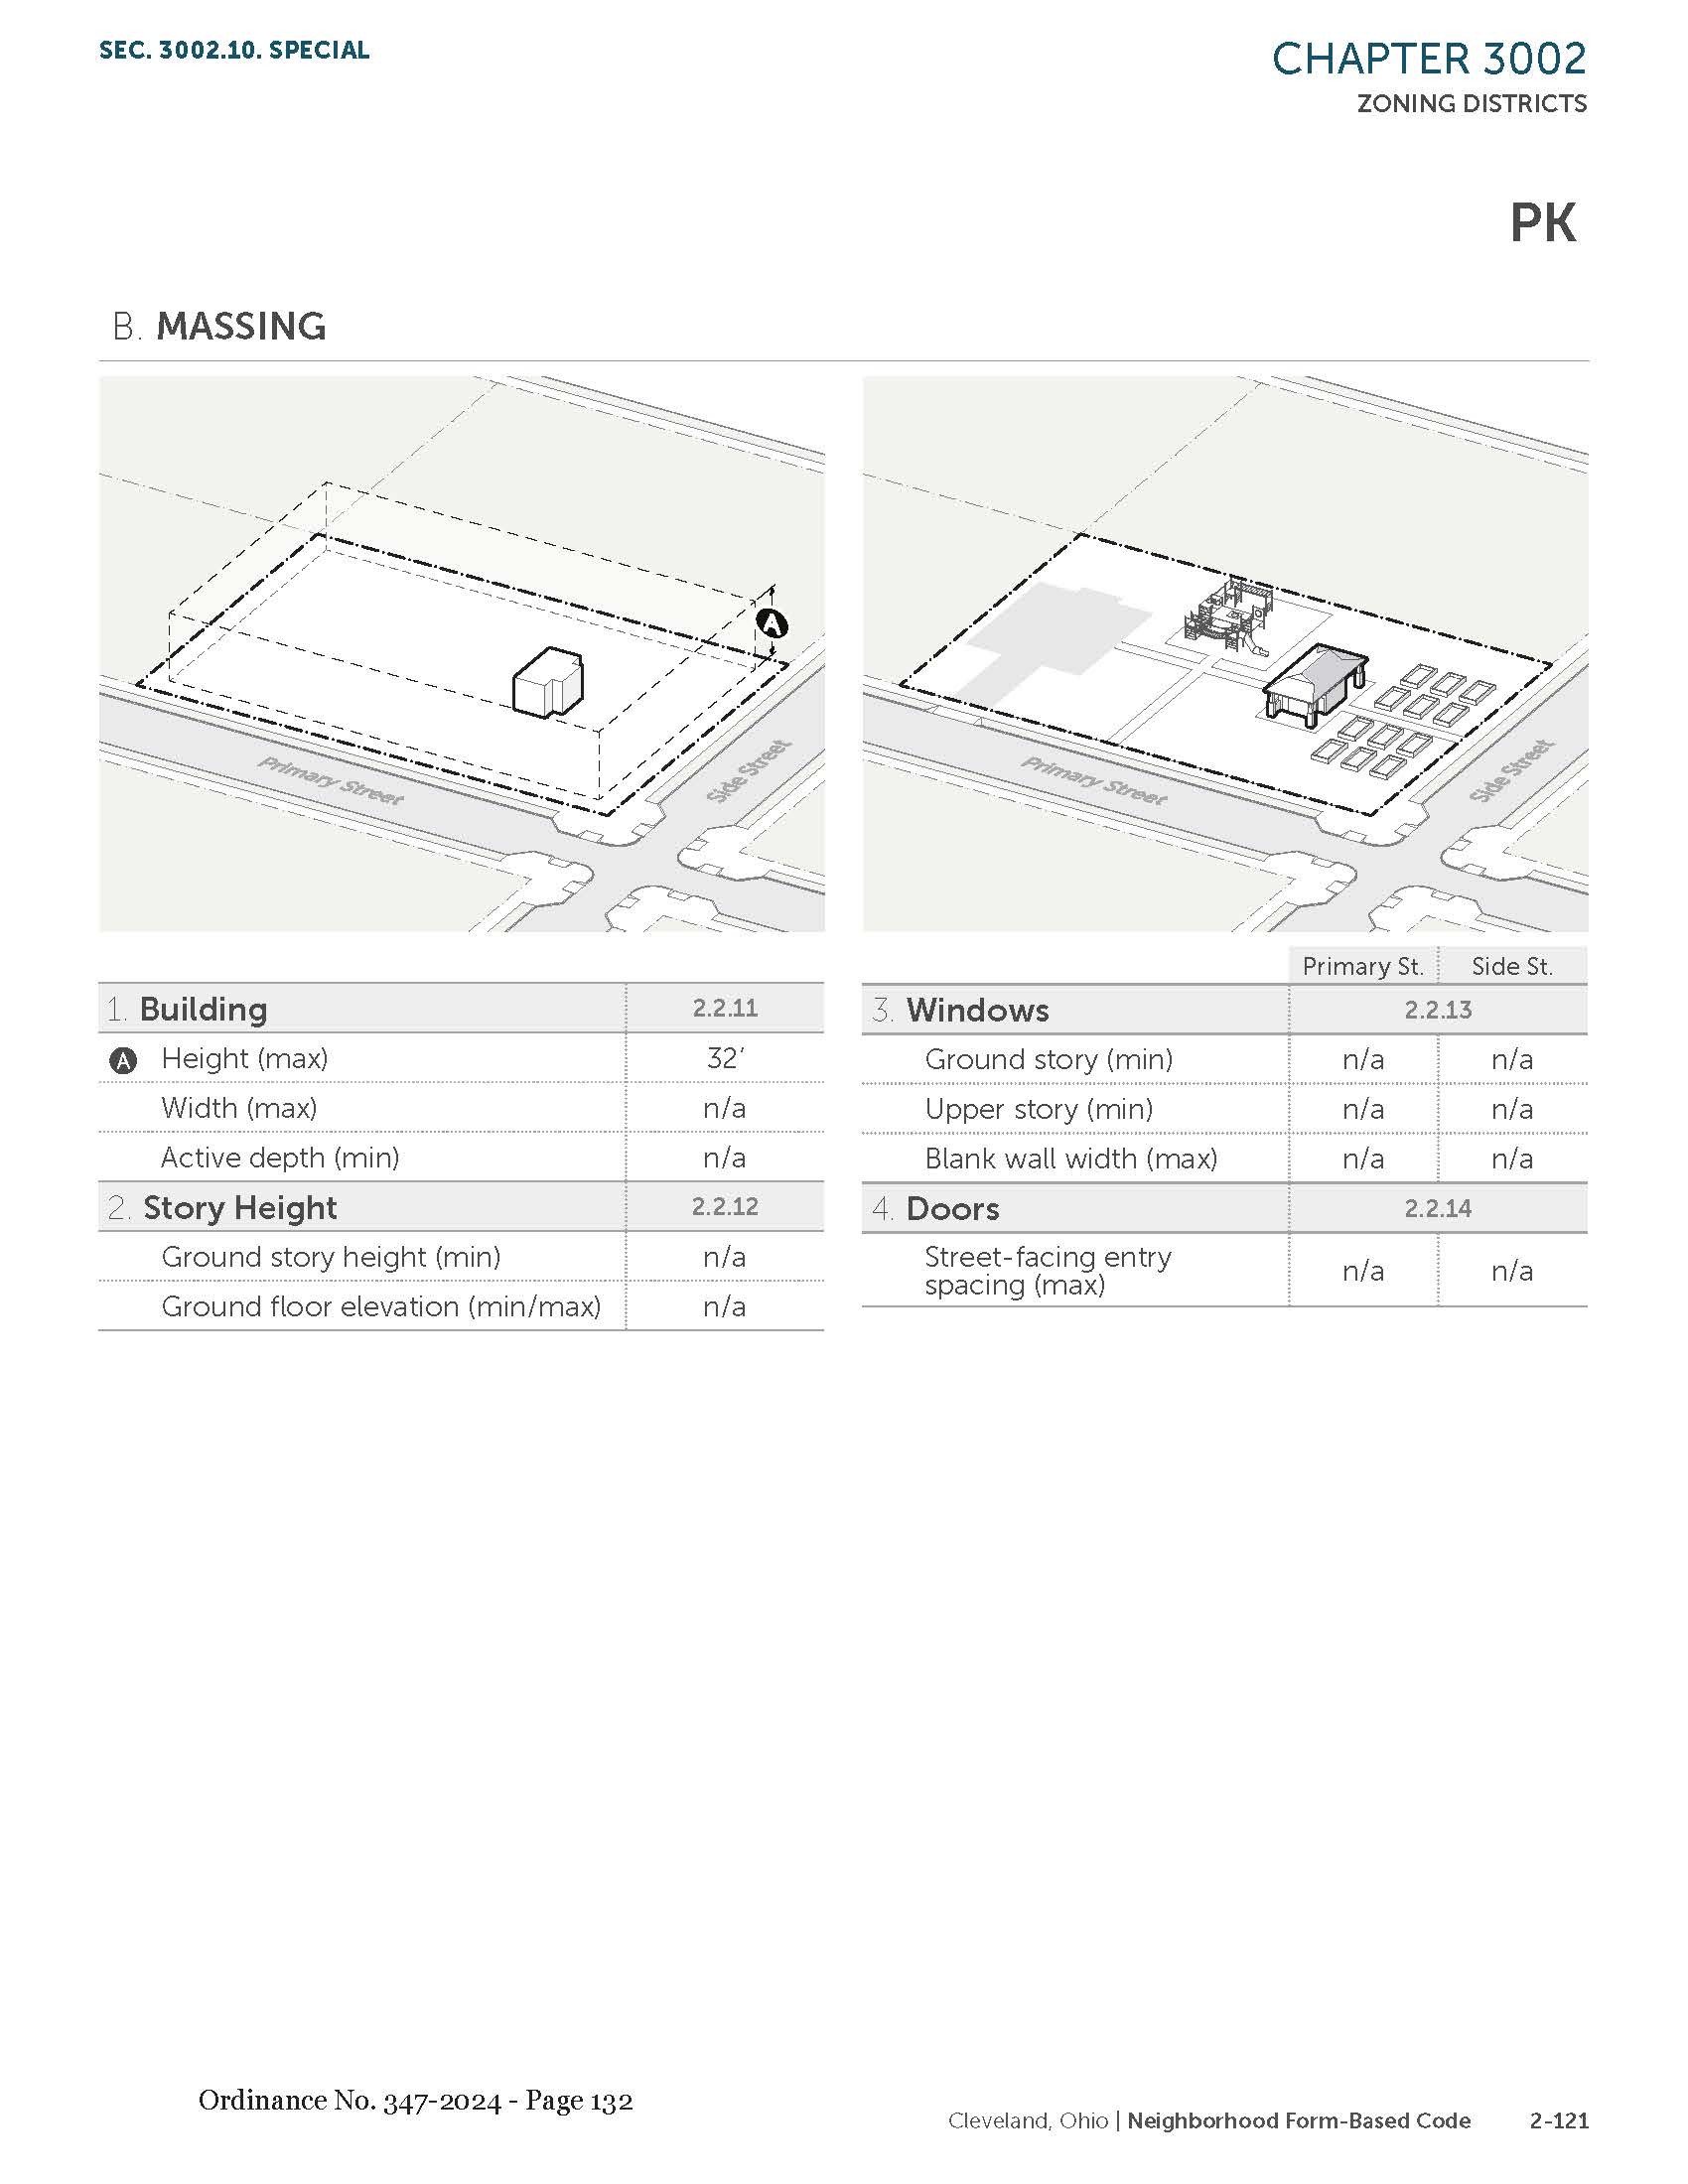 SEC. 3002.10. SPECIAL
CHAPTER 3002
ZONING DISTRICTS
PK
B. MASSING
A
Primary Street
Side Street
Primary Street
Side Street
1. Building 2.2.11
A Height (max) 32’
Width (max) n/a
Active depth (min) n/a
2. Story Height 2.2.12
Ground story height (min) n/a
Ground floor elevation (min/max) n/a
Primary St. Side St.
3. Windows 2.2.13
Ground story (min) n/a n/a
Upper story (min) n/a n/a
Blank wall width (max) n/a n/a
4. Doors 2.2.14
Street-facing entry
spacing (max) n/a n/a
Ordinance No. 347-2024 - Page 132
Cleveland, Ohio | Neighborhood Form-Based Code 2-121